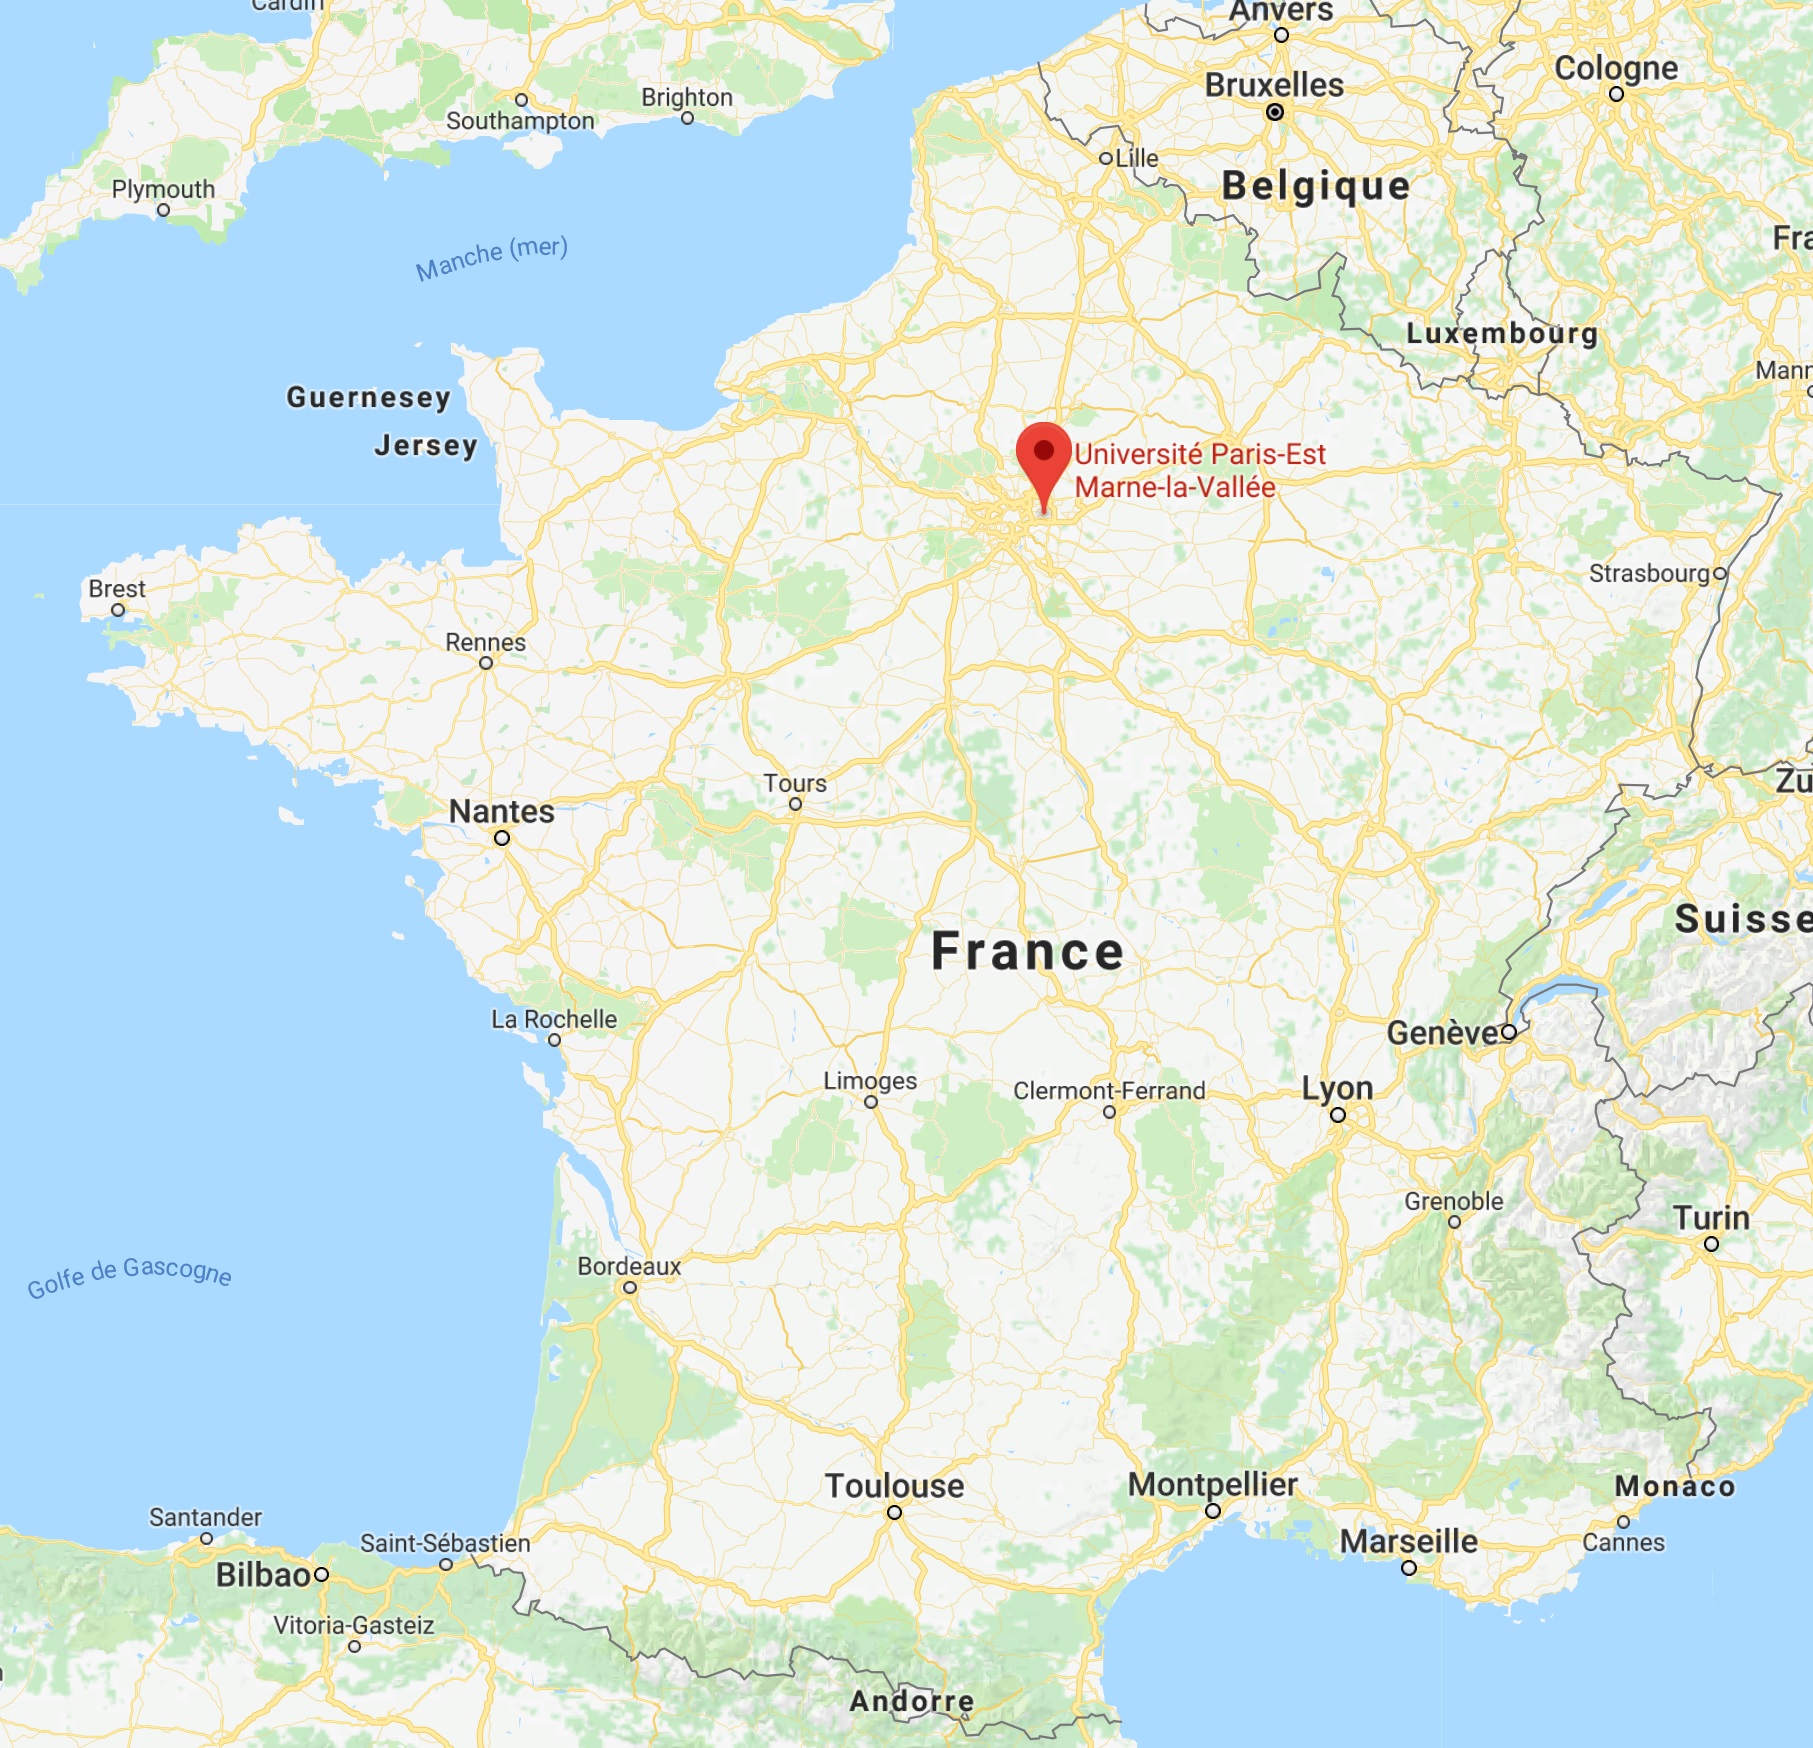 Cardin
Anvers
Cologne
Bruxelles
Brighton
Southampton
Lille
Belgique
Plymouth
Manche (mer)
Fra
Luxembourg
Mann
Guernesey
Jersey
Université Paris-Est
Marne-la-Vallée
Strasbourg
Brest
Rennes
Tours
Zu
Nantes
Suisse
France
La Rochelle
Genève
Limoges
Clermont-Ferrand
Lyon
Grenoble
Turin
Bordeaux
Golfe de Gascogne
Toulouse
Montpellier
Monaco
Santander
Saint-Sébastien
Marseille
Cannes
Bilbao
Vitoria-Gasteiz
Andorre